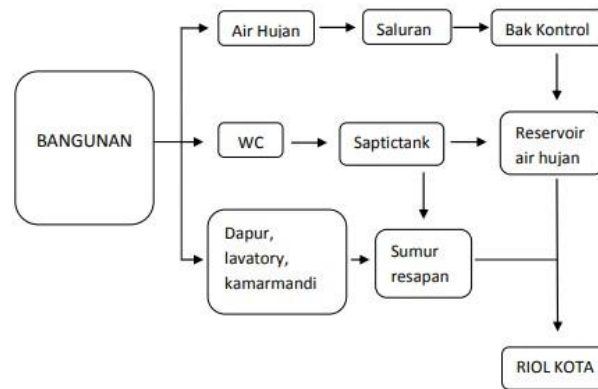 Air Hujan
Saluran
Bak Kontrol
BANGUNAN
WC
Saptictank
Reservoir
air hujan
Dapur,
lavatory,
kamarmandi
Sumur
resapan
RIOL KOTA